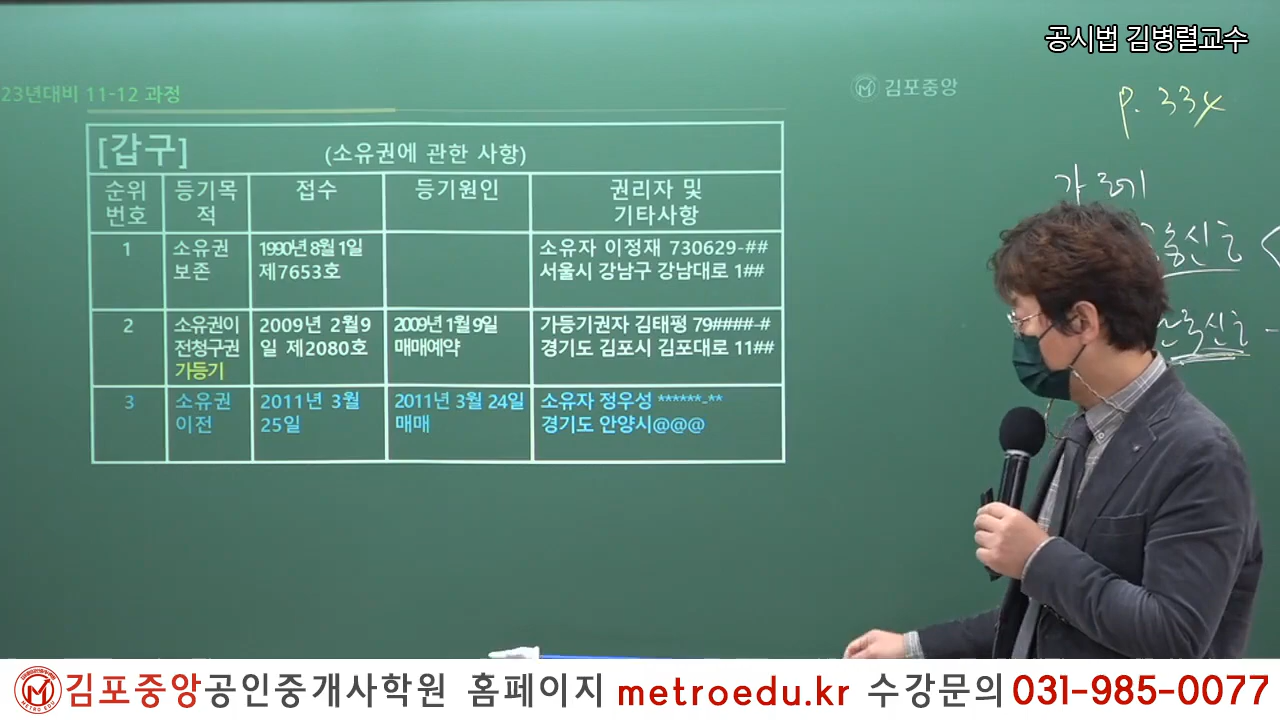 공시법 김병렬교수
23년대비 11-12 과정
김포중앙
p. 334
[갑구] (소유권에 관한 사항)
순위번호 등기목적 접수 등기원인 권리자 및 기타사항
1 소유권 1990년 8월 1일 소유자 이정재 730629-##
보존 제7653호 서울시 강남구 강남대로 1##
2 소유권이 2009년 2월9 2009년 1월 9일 가등기권자 김태평 79####-#
전청구권 일 제2080호 매매예약 경기도 김포시 김포대로 11##
가등기
3 소유권 2011년 3월 2011년 3월 24일 소유자 정우성 ******-**
이전 25일 매매 경기도 안양시@@@
김포중앙공인중개사학원 홈페이지 metroedu.kr 수강문의 031-985-0077